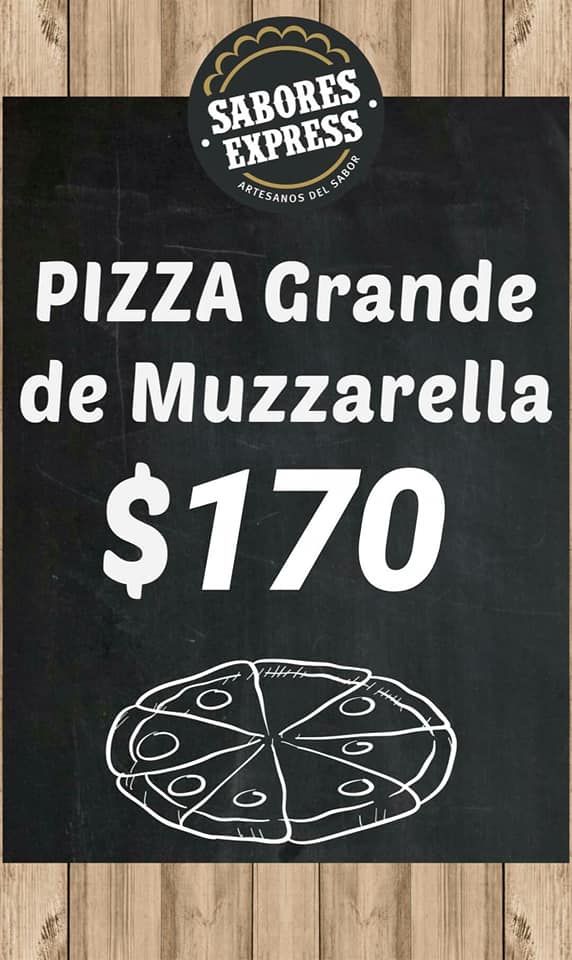 SABORES
EXPRESS
ARTESANOS DEL SABOR
PIZZA Grande
de Muzzarella
$170